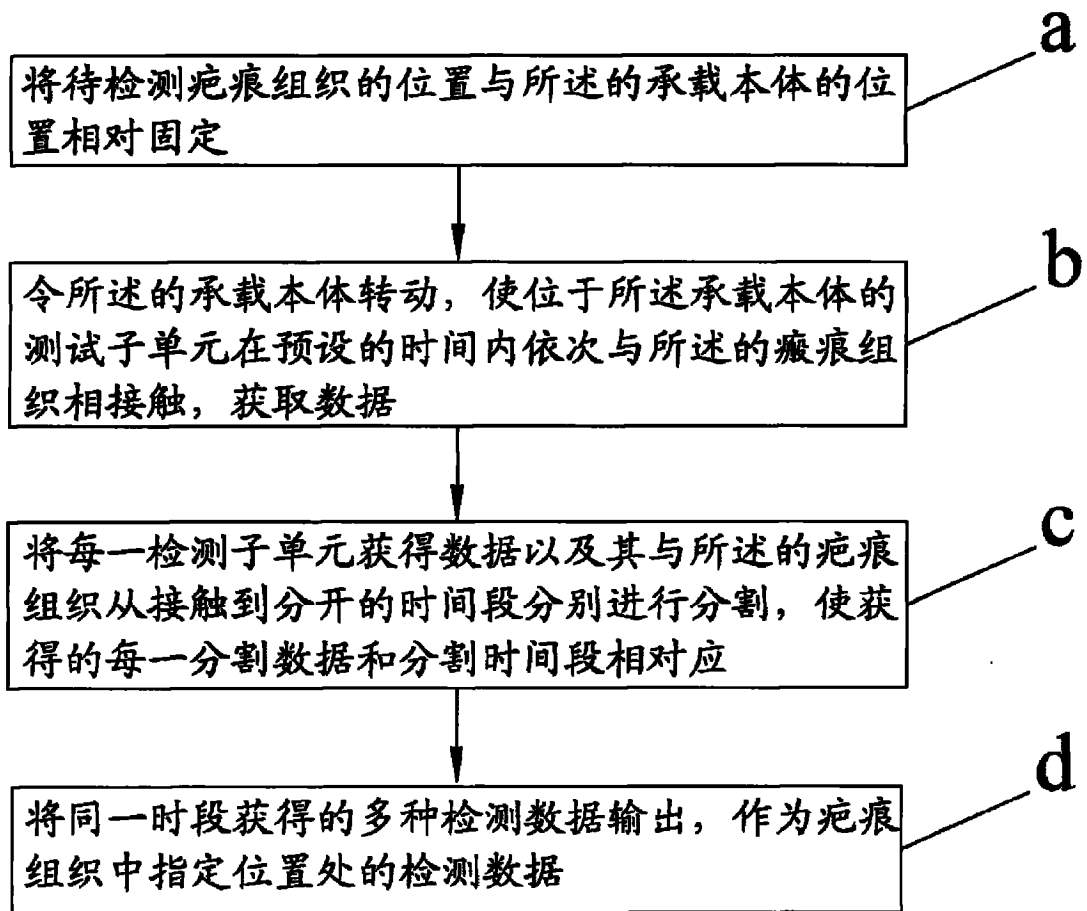 a
将待检测疤痕组织的位置与所述的承载本体的位
置相对固定
b
令所述的承载本体转动，使位于所述承载本体的
测试子单元在预设的时间内依次与所述的瘢痕组
织相接触，获取数据
c
将每一检测子单元获得数据以及其与所述的疤痕
组织从接触到分开的时间段分别进行分割，使获
得的每一分割数据和分割时间段相对应
d
将同一时段获得的多种检测数据输出，作为疤痕
组织中指定位置处的检测数据